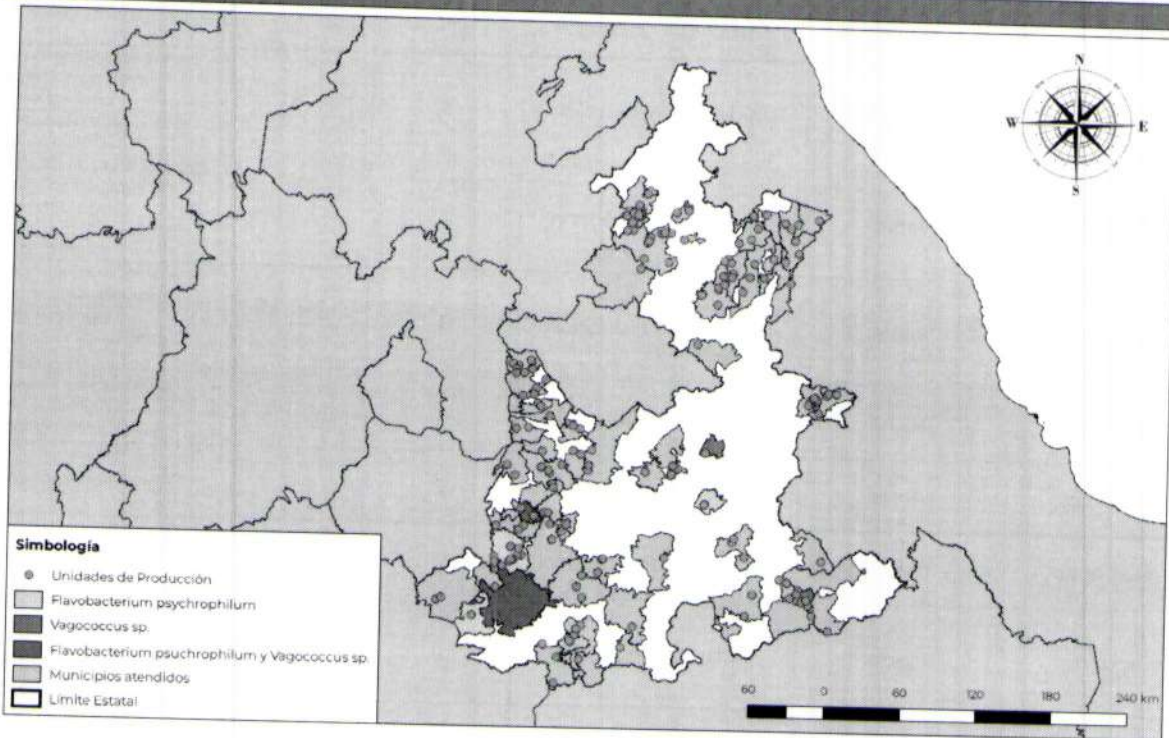 N
W
E
S
Simbología
Unidades de Producción
Flavobacterium psychrophilum
Vagococcus sp.
Flavobacterium psuchrophilum y Vagococcus sp.
Municipios atendidos
Límite Estatal
60 0 60 120 180 240 km